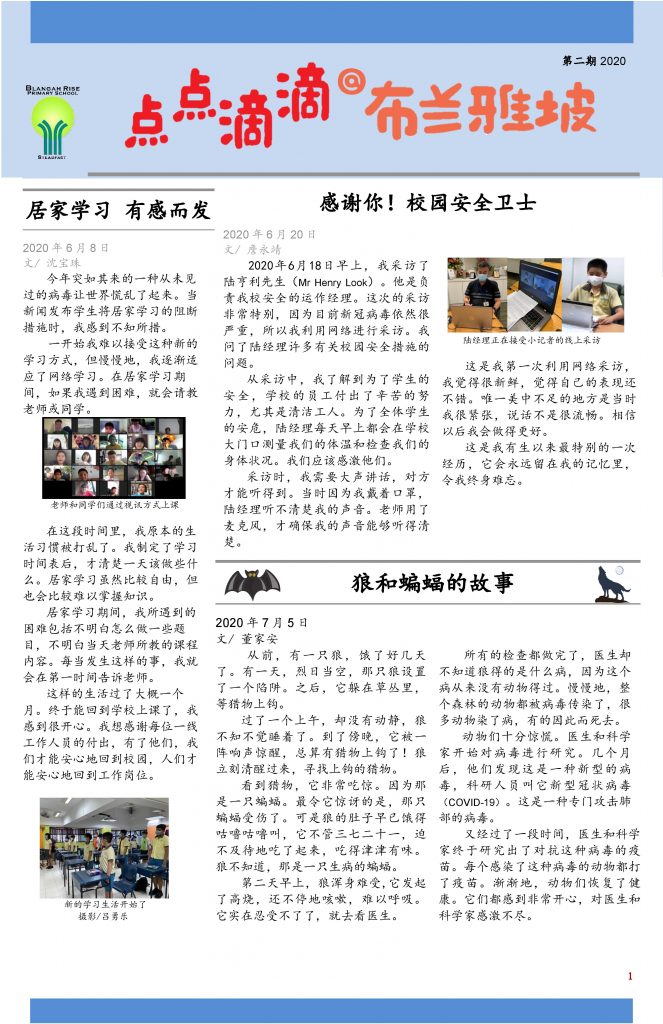 第二期 2020
BLANGAH RISE
PRIMARY SCHOOL
STEADFAST
点点滴滴@布兰雅坡
居家学习 有感而发
2020 年 6 月 8 日
文/ 沈宝珠
今年突如其来的一种从未见
过的病毒让世界慌乱了起来。当
新闻发布学生将居家学习的阻断
措施时，我感到不知所措。
一开始我难以接受这种新的
学习方式，但慢慢地，我逐渐适
应了网络学习。在居家学习期
间，如果我遇到困难，就会请教
老师或同学。
老师和同学们通过视讯方式上课
在这段时间里，我原本的生
活习惯被打乱了。我制定了学习
时间表后，才清楚一天该做些什
么。居家学习虽然比较自由，但
也会比较难以掌握知识。
居家学习期间，我所遇到的
困难包括不明白怎么做一些题
目，不明白当天老师所教的课程
内容。每当发生这样的事，我就
会在第一时间告诉老师。
这样的生活过了大概一个
月。终于能回到学校上课了，我
感到很开心。我想感谢每位一线
工作人员的付出，有了他们，我
们才能安心地回到校园，人们才
能安心地回到工作岗位。
新的学习生活开始了
摄影/吕勇乐
感谢你！校园安全卫士
2020 年 6 月 20 日
文/ 詹永靖
2020年6月18日早上，我采访了
陆亨利先生（Mr Henry Look）。他是负
责我校安全的运作经理。这次的采访
非常特别，因为目前新冠病毒依然很
严重，所以我利用网络进行采访。我
问了陆经理许多有关校园安全措施的
问题。
从采访中，我了解到为了学生的
安全，学校的员工付出了辛苦的努
力，尤其是清洁工人。为了全体学生
的安危，陆经理每天早上都会在学校
大门口测量我们的体温和检查我们的
身体状况。我们应该感激他们。
采访时，我需要大声讲话，对方
才能听得到。当时因为我戴着口罩，
陆经理听不清楚我的声音。老师用了
麦克风，才确保我的声音能够听得清
楚。
陆经理正在接受小记者的线上采访
这是我第一次利用网络采访，
我觉得很新鲜，觉得自己的表现还
不错。唯一美中不足的地方是当时
我很紧张，说话不是很流畅。相信
以后我会做得更好。
这是我有生以来最特别的一次
经历，它会永远留在我的记忆里，
令我终身难忘。
狼和蝙蝠的故事
2020 年 7 月 5 日
文/ 董家安
从前，有一只狼，饿了好几天
了。有一天，烈日当空，那只狼设置
了一个陷阱。之后，它躲在草丛里，
等猎物上钩。
过了一个上午，却没有动静，狼
不知不觉睡着了。到了傍晚，它被一
阵响声惊醒，总算有猎物上钩了！狼
立刻清醒过来，寻找上钩的猎物。
看到猎物，它非常吃惊。因为那
是一只蝙蝠。最令它惊讶的是，那只
蝙蝠受伤了。可是狼的肚子早已饿得
咕噜咕噜叫，它不管三七二十一，迫
不及待地吃了起来，吃得津津有味。
狼不知道，那是一只生病的蝙蝠。
第二天早上，狼浑身难受,它发起
了高烧，还不停地咳嗽，难以呼吸。
它实在忍受不了了，就去看医生。
所有的检查都做完了，医生却
不知道狼得的是什么病，因为这个
病从来没有动物得过。慢慢地，整
个森林的动物都被病毒传染了，很
多动物染了病，有的因此而死去。
动物们十分惊慌。医生和科学
家开始对病毒进行研究。几个月
后，他们发现这是一种新型的病
毒，科研人员叫它新型冠状病毒
（COVID-19）。这是一种专门攻击肺
部的病毒。
又经过了一段时间，医生和科学
家终于研究出了对抗这种病毒的疫
苗。每个感染了这种病毒的动物都打
了疫苗。渐渐地，动物们恢复了健
康。它们都感到非常开心，对医生和
科学家感激不尽。
1